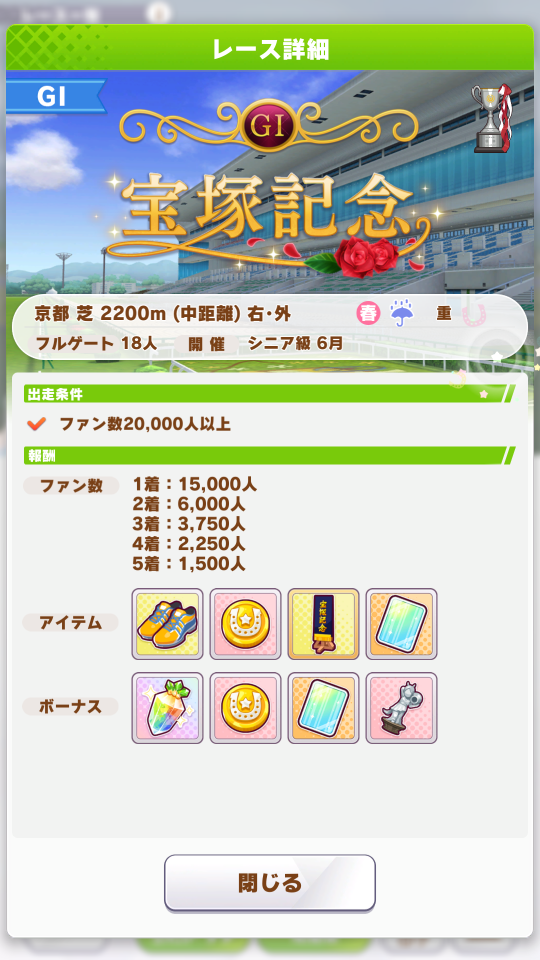 レース詳細
GI
GI
宝塚記念
京都 芝 2200m (中距離) 右・外 春 重
フルゲート 18人 開催 シニア級 6月
出走条件
ファン数20,000人以上
報酬
ファン数 1着：15,000人
2着：6,000人
3着：3,750人
4着：2,250人
5着：1,500人
アイテム 宝塚記念
ボーナス
閉じる